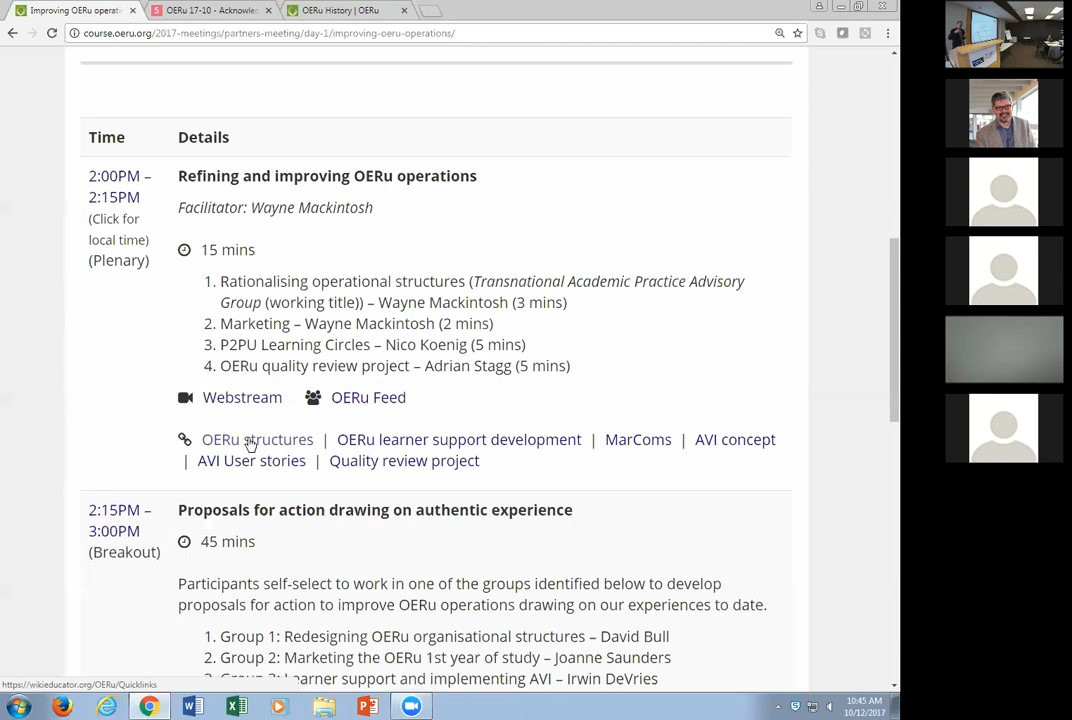 Improving OERu operati
OERu 17-10 - Acknowle
OERu History | OERu
course.oeru.org/2017-meetings/partners-meeting/day-1/improving-oeru-operations/
Time
Details
2:00PM –
2:15PM
(Click for
local time)
(Plenary)
Refining and improving OERu operations
Facilitator: Wayne Mackintosh
15 mins
1. Rationalising operational structures (Transnational Academic Practice Advisory
Group (working title)) – Wayne Mackintosh (3 mins)
2. Marketing – Wayne Mackintosh (2 mins)
3. P2PU Learning Circles – Nico Koenig (5 mins)
4. OERu quality review project – Adrian Stagg (5 mins)
Webstream OERu Feed
OERu structures | OERu learner support development | MarComs | AVI concept
| AVI User stories | Quality review project
2:15PM –
3:00PM
(Breakout)
Proposals for action drawing on authentic experience
45 mins
Participants self-select to work in one of the groups identified below to develop
proposals for action to improve OERu operations drawing on our experiences to date.
1. Group 1: Redesigning OERu organisational structures – David Bull
2. Group 2: Marketing the OERu 1st year of study – Joanne Saunders
3. Group 3: Learner support and implementing AVI – Irwin DeVries
https://wikieducator.org/OERu/Quicklinks
10:45 AM
10/12/2017